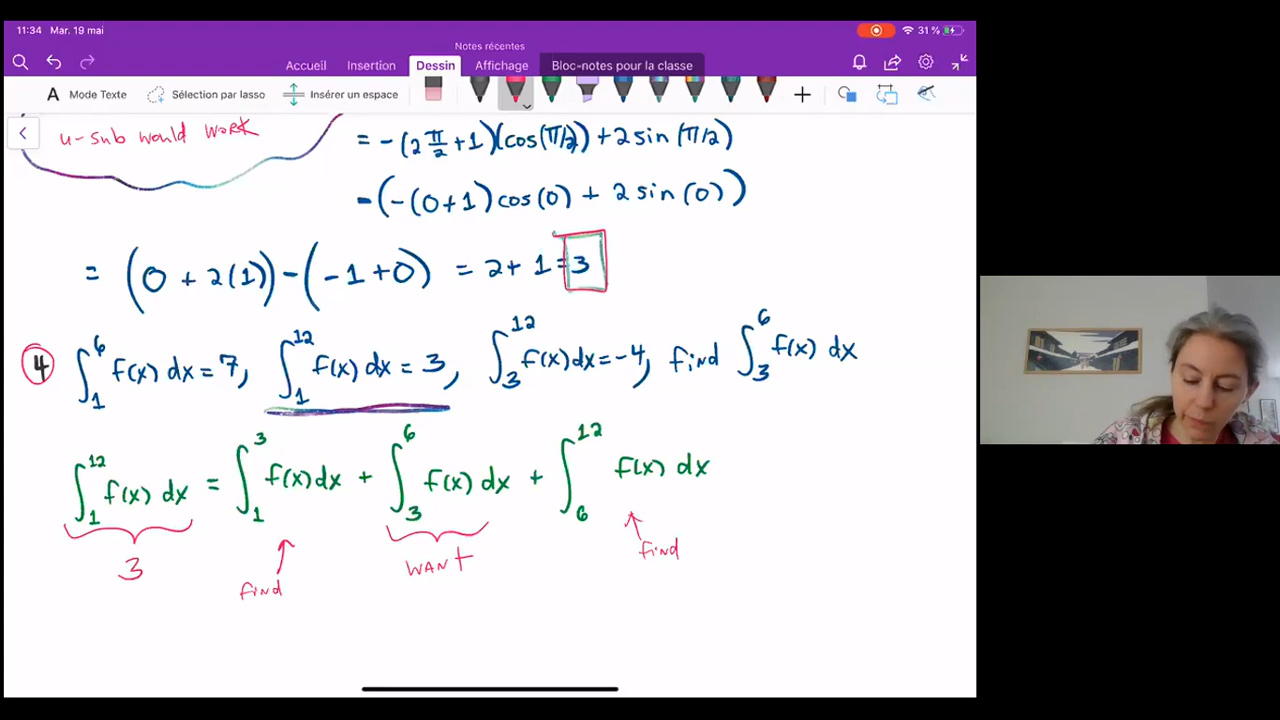 11:34 Mar. 19 mai
31 %
Notes récentes
Accueil Insertion Dessin Affichage Bloc-notes pour la classe
A Mode Texte Sélection par lasso Insérer un espace
u-sub would work
= -(2π/2 + 1)(cos(π/2)) + 2 sin (π/2)
-(-(0+1) cos(0) + 2 sin (0))
= (0 + 2(1)) - (-1+0) = 2+1 = 3
④ ∫₁⁶ f(x) dx = 7, ∫₁¹² f(x) dx = 3, ∫₃¹² f(x) dx = -4, find ∫₃⁶ f(x) dx
∫₁¹² f(x) dx = ∫₁³ f(x) dx + ∫₃⁶ f(x) dx + ∫₆¹² f(x) dx
3 find want find